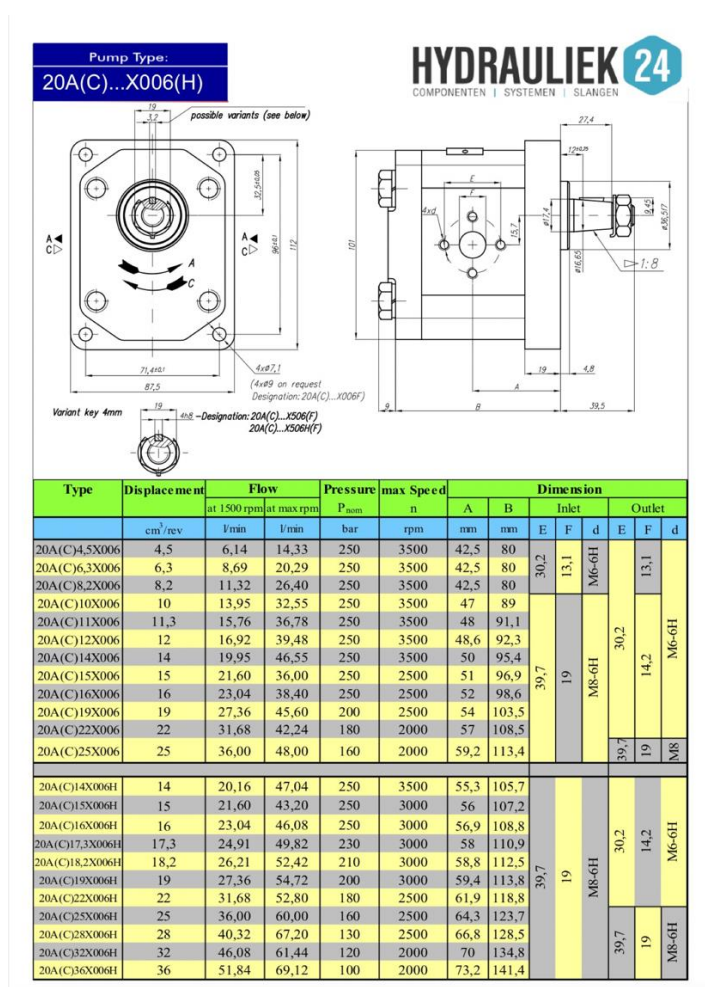 Pump Type:
20A(C)...X006(H)
HYDRAULIEK 24
COMPONENTEN | SYSTEMEN | SLANGEN
19
3,2
possible variants (see below)
27,4
12±0,05
E
F
4xd
15,7
ø17,4
9,45
ø36,5f7
32,5±0,05
96±0,1
112
101
A
C
A
C
A
C
ø16,65
1:8
4xø7,1
(4xø9 on request
Designation: 20A(C)...X006F)
71,4±0,1
87,5
19
4,8
A
9
B
39,5
Variant key 4mm
19
4h8
-Designation: 20A(C)...X506(F)
20A(C)...X506H(F)
Type Displacement Flow Pressure max Speed Dimension
at 1500 rpm at max rpm Pnom n A B Inlet Outlet
cm³/rev l/min l/min bar rpm mm mm E F d E F d
20A(C)4,5X006 4,5 6,14 14,33 250 3500 42,5 80
20A(C)6,3X006 6,3 8,69 20,29 250 3500 42,5 80 30,2 13,1 M6-6H 13,1
20A(C)8,2X006 8,2 11,32 26,40 250 3500 42,5 80
20A(C)10X006 10 13,95 32,55 250 3500 47 89
20A(C)11X006 11,3 15,76 36,78 250 3500 48 91,1
20A(C)12X006 12 16,92 39,48 250 3500 48,6 92,3 30,2 M6-6H
20A(C)14X006 14 19,95 46,55 250 3500 50 95,4
20A(C)15X006 15 21,60 36,00 250 2500 51 96,9 39,7 19 M8-6H 14,2
20A(C)16X006 16 23,04 38,40 250 2500 52 98,6
20A(C)19X006 19 27,36 45,60 200 2500 54 103,5
20A(C)22X006 22 31,68 42,24 180 2000 57 108,5
20A(C)25X006 25 36,00 48,00 160 2000 59,2 113,4 39,7 19 M8
20A(C)14X006H 14 20,16 47,04 250 3500 55,3 105,7
20A(C)15X006H 15 21,60 43,20 250 3000 56 107,2
20A(C)16X006H 16 23,04 46,08 250 3000 56,9 108,8
20A(C)17,3X006H 17,3 24,91 49,82 230 3000 58 110,9 30,2 14,2 M6-6H
20A(C)18,2X006H 18,2 26,21 52,42 210 3000 58,8 112,5
20A(C)19X006H 19 27,36 54,72 200 3000 59,4 113,8 39,7 19 M8-6H
20A(C)22X006H 22 31,68 52,80 180 2500 61,9 118,8
20A(C)25X006H 25 36,00 60,00 160 2500 64,3 123,7
20A(C)28X006H 28 40,32 67,20 130 2500 66,8 128,5
20A(C)32X006H 32 46,08 61,44 120 2000 70 134,8 39,7 19 M8-6H
20A(C)36X006H 36 51,84 69,12 100 2000 73,2 141,4